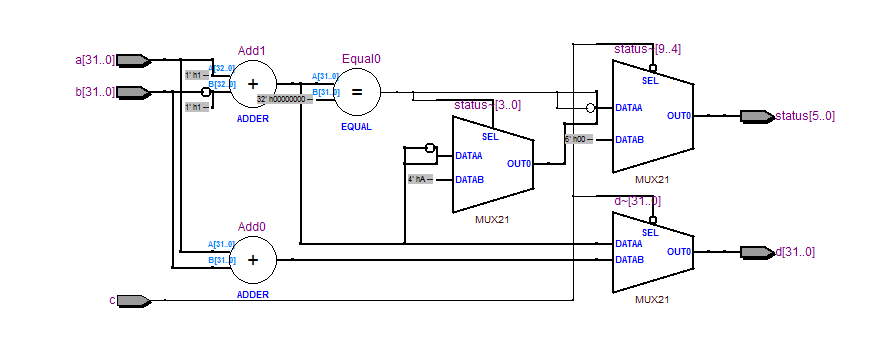 Add1
Equal0
status~[9..4]
a[31..0]
A[32..0]
1' h1
B[32..0]
b[31..0]
1' h1
+
ADDER
A[31..0]
B[31..0]
32' h00000000
=
EQUAL
status~[3..0]
SEL
DATAA
DATAB
4' hA
OUT0
MUX21
SEL
DATAA
DATAB
6' h00
OUT0
status[5..0]
MUX21
Add0
A[31..0]
B[31..0]
+
ADDER
d~[31..0]
SEL
DATAA
DATAB
OUT0
d[31..0]
MUX21
c